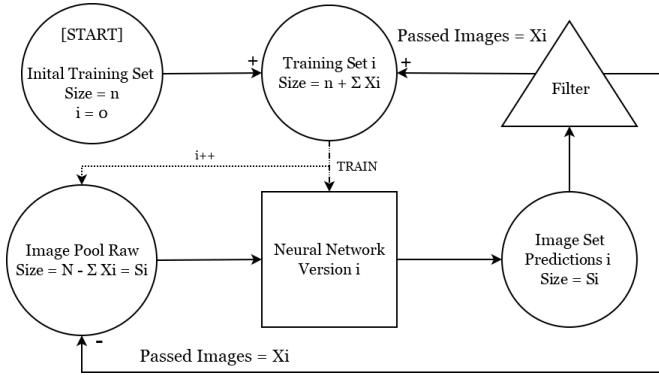 [START]
Inital Training Set
Size = n
i = 0
+
Training Set i
Size = n + Σ Xi
+
Passed Images = Xi
Filter
i++
TRAIN
Image Pool Raw
Size = N - Σ Xi = Si
Neural Network
Version i
Image Set
Predictions i
Size = Si
-
Passed Images = Xi